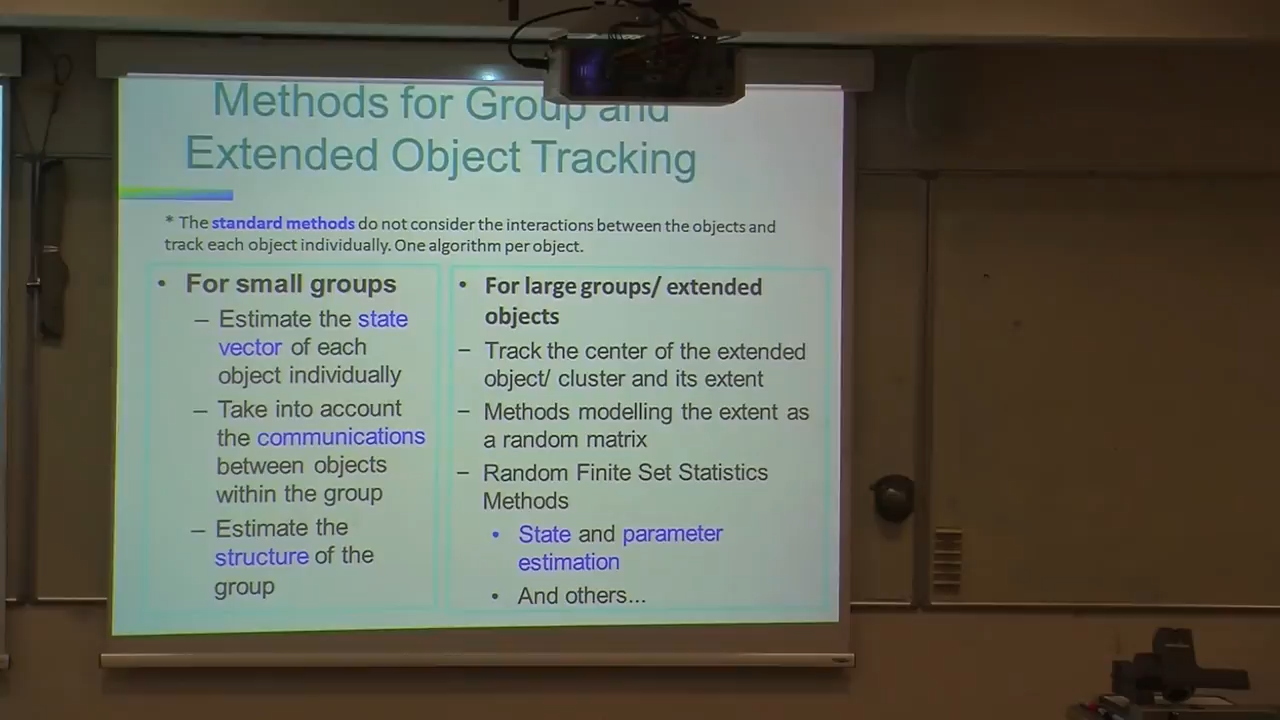 Methods for Group and
Extended Object Tracking
* The standard methods do not consider the interactions between the objects and
track each object individually. One algorithm per object.
• For small groups
– Estimate the state
vector of each
object individually
– Take into account
the communications
between objects
within the group
– Estimate the
structure of the
group
• For large groups/ extended
objects
– Track the center of the extended
object/ cluster and its extent
– Methods modelling the extent as
a random matrix
– Random Finite Set Statistics
Methods
• State and parameter
estimation
• And others...